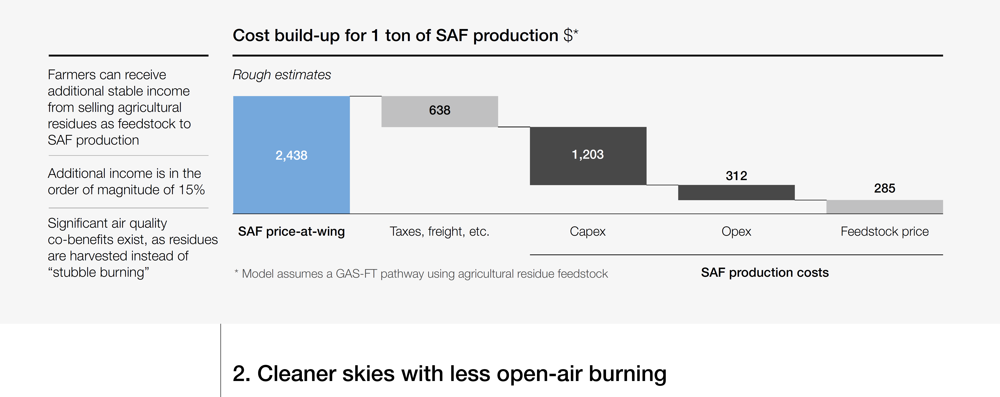 Cost build-up for 1 ton of SAF production $*
Farmers can receive
additional stable income
from selling agricultural
residues as feedstock to
SAF production
Additional income is in the
order of magnitude of 15%
Significant air quality
co-benefits exist, as residues
are harvested instead of
“stubble burning”
Rough estimates
2,438
638
1,203
312
285
SAF price-at-wing
Taxes, freight, etc.
Capex
Opex
Feedstock price
SAF production costs
* Model assumes a GAS-FT pathway using agricultural residue feedstock
2. Cleaner skies with less open-air burning